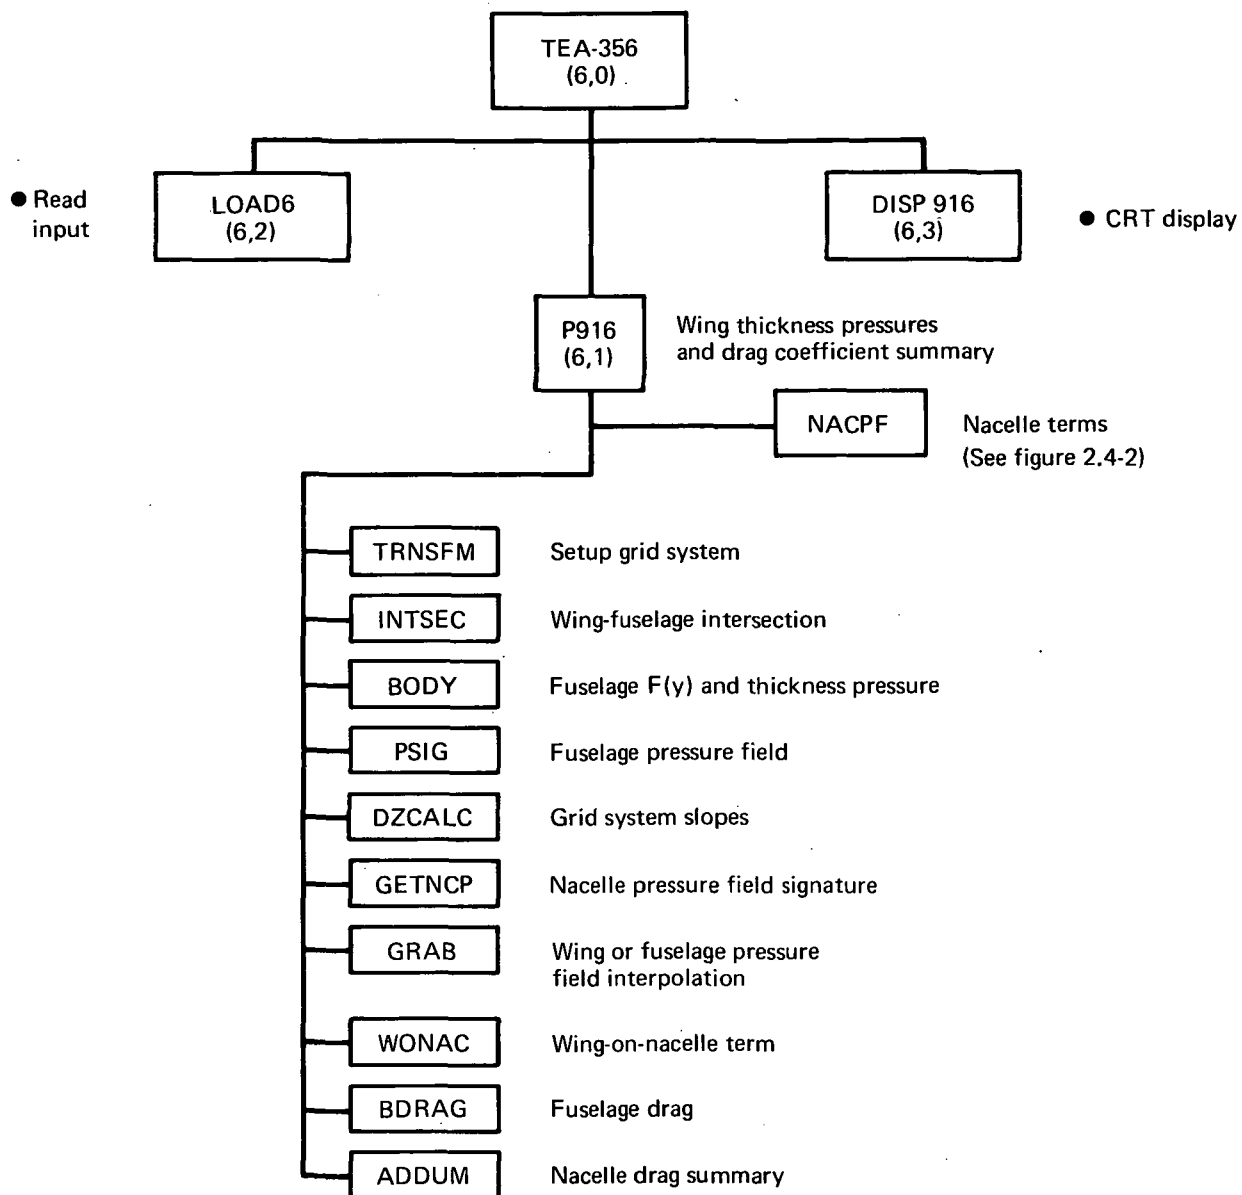 TEA-356
(6,0)
● Read
input
LOAD6
(6,2)
DISP 916
(6,3)
● CRT display
P916
(6,1)
Wing thickness pressures
and drag coefficient summary
NACPF
Nacelle terms
(See figure 2.4-2)
TRNSFM
Setup grid system
INTSEC
Wing-fuselage intersection
BODY
Fuselage F(y) and thickness pressure
PSIG
Fuselage pressure field
DZCALC
Grid system slopes
GETNCP
Nacelle pressure field signature
GRAB
Wing or fuselage pressure
field interpolation
WONAC
Wing-on-nacelle term
BDRAG
Fuselage drag
ADDUM
Nacelle drag summary